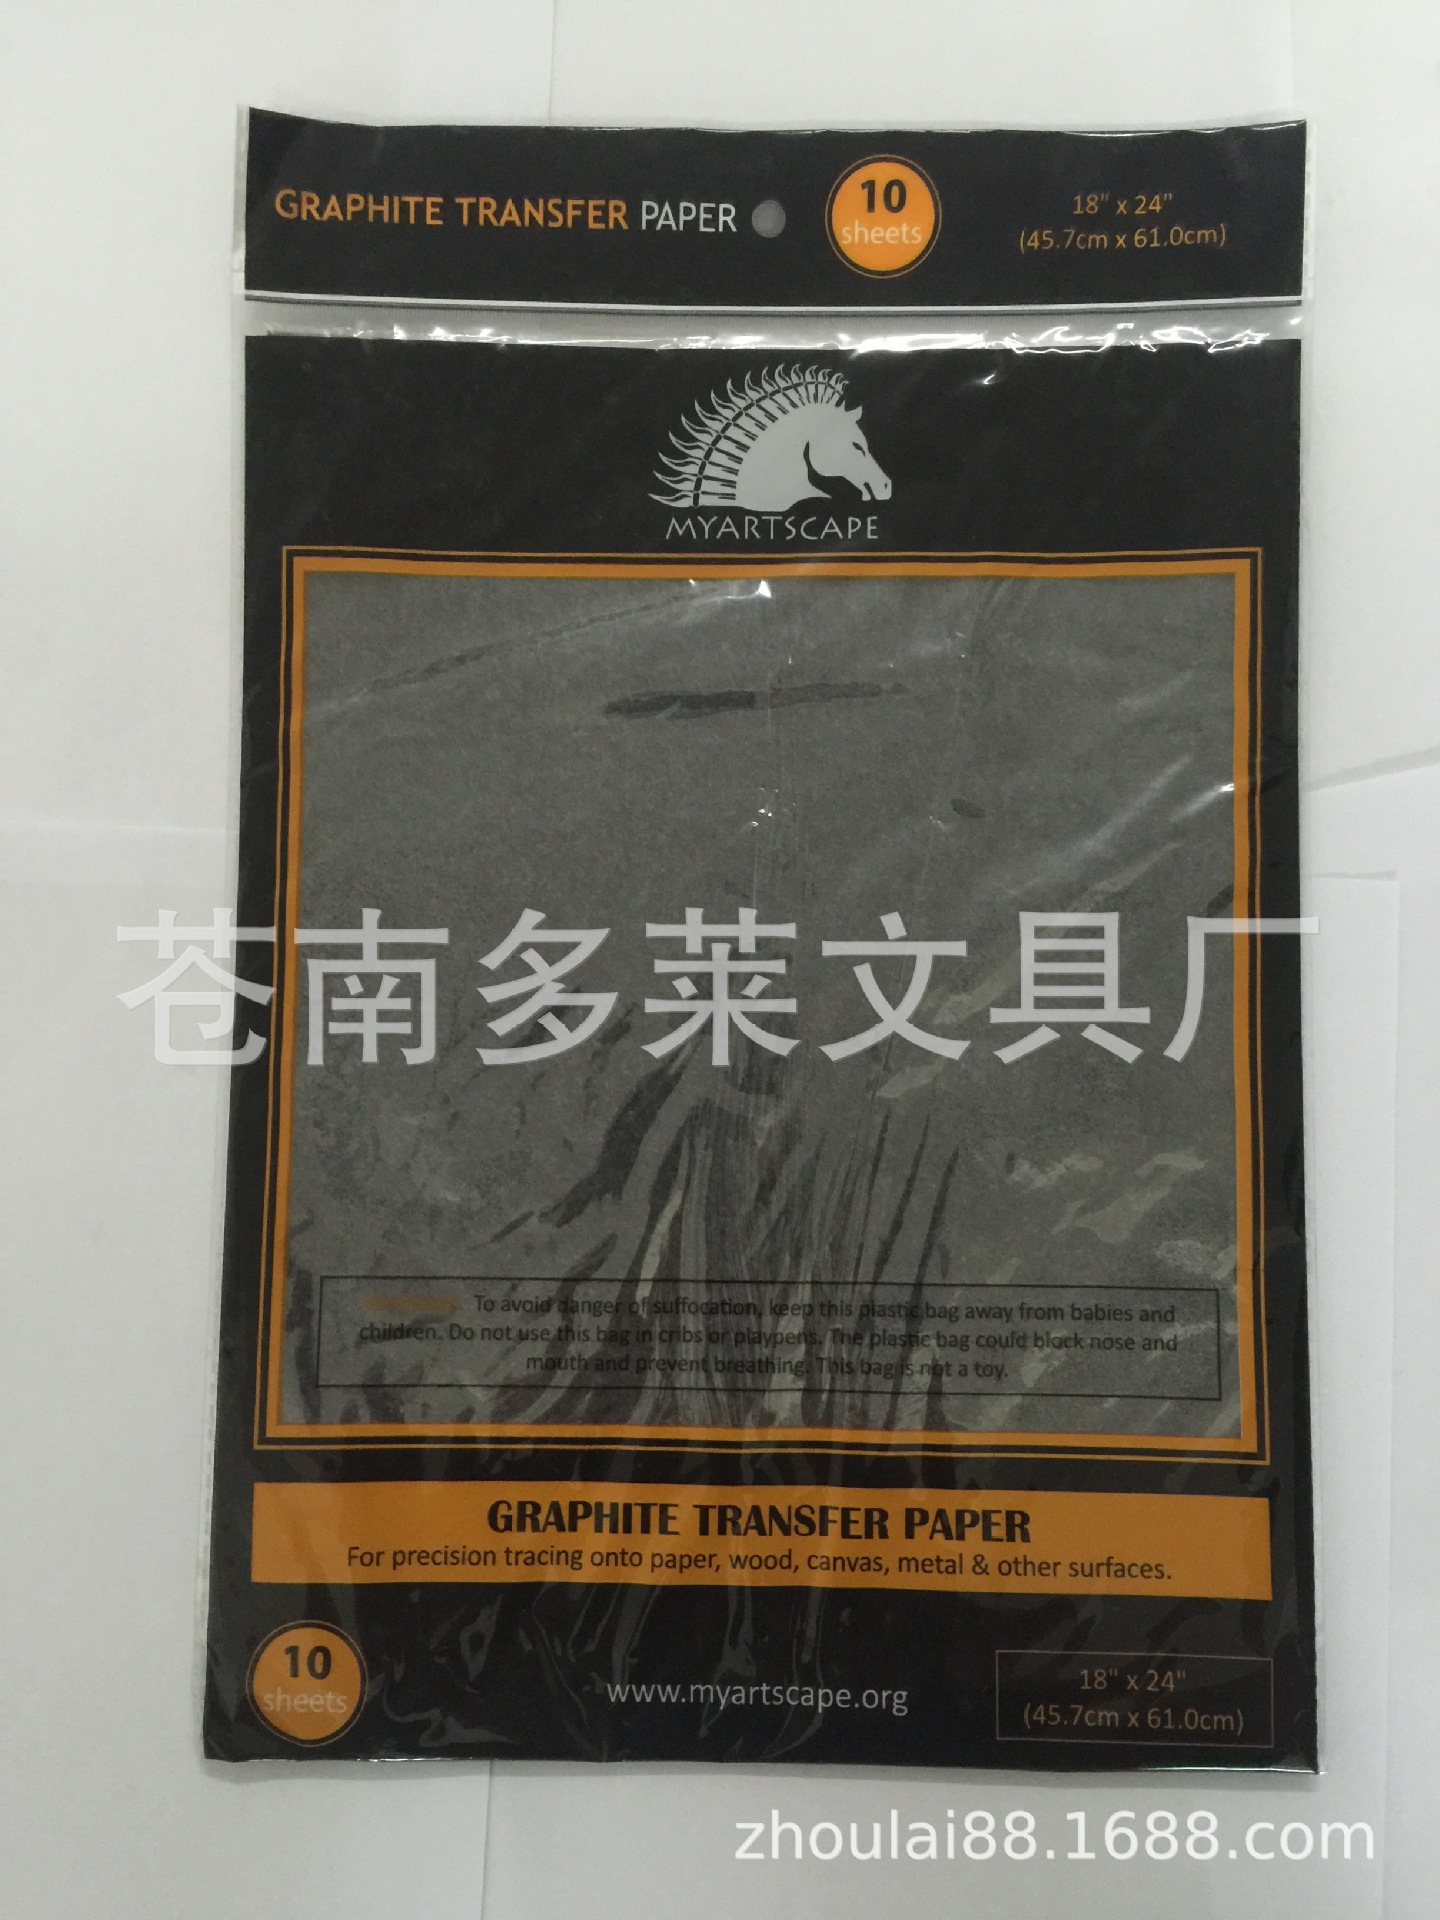 GRAPHITE TRANSFER PAPER
10
sheets
18" x 24"
(45.7cm x 61.0cm)
MYARTSCAPE
苍南多莱文具厂
To avoid danger of suffocation, keep this plastic bag away from babies and
children. Do not use this bag in cribs or playpens. The plastic bag could block nose and
mouth and prevent breathing. This bag is not a toy.
GRAPHITE TRANSFER PAPER
For precision tracing onto paper, wood, canvas, metal & other surfaces.
10
sheets
www.myartscape.org
18" x 24"
(45.7cm x 61.0cm)
zhoulai88.1688.com